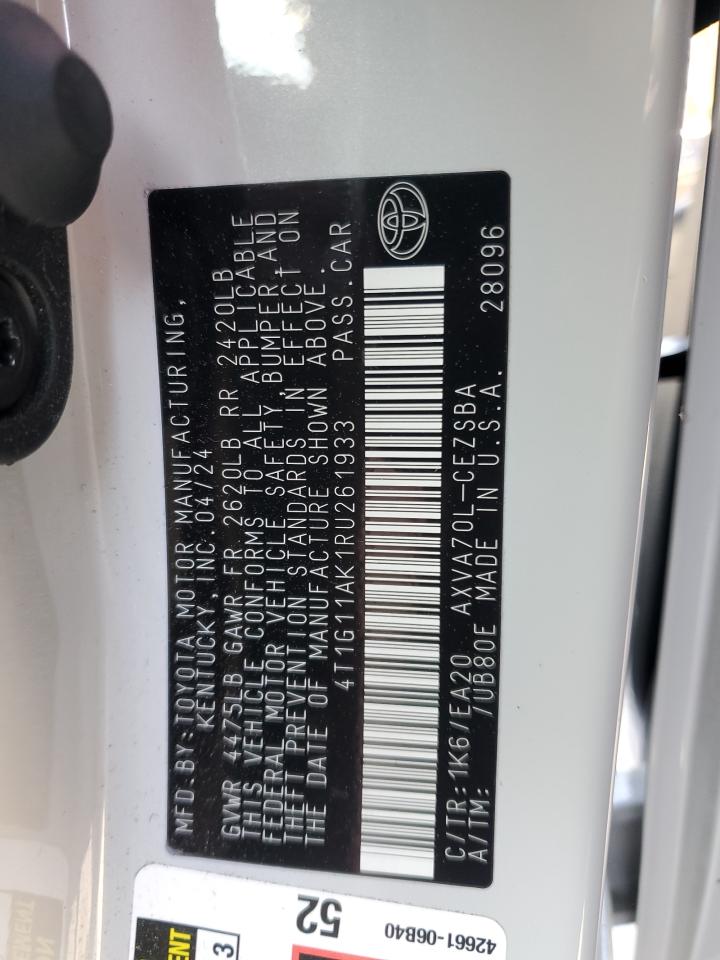 MFD.BY:TOYOTA MOTOR MANUFACTURING,
KENTUCKY,INC.04/24
GVWR 4475LB GAWR FR 2620LB RR 2420LB
THIS VEHICLE CONFORMS TO ALL APPLICABLE
FEDERAL MOTOR VEHICLE SAFETY, BUMPER, AND
THEFT PREVENTION STANDARDS IN EFFECT ON
THE DATE OF MANUFACTURE SHOWN ABOVE.
4T1G11AK1RU261933 PASS.CAR
C/TR:1K6/EA20 AXVA70L-CEZSBA
A/TM: /UB80E MADE IN U.S.A. 28096
52
42661-06B40
3